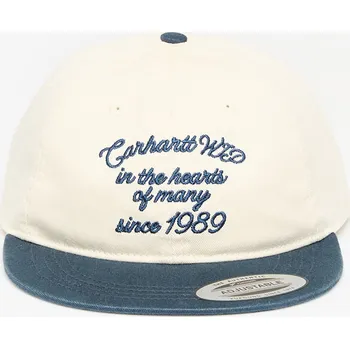 Carhartt WIP
in the hearts
of many
since 1989
ADJUSTABLE